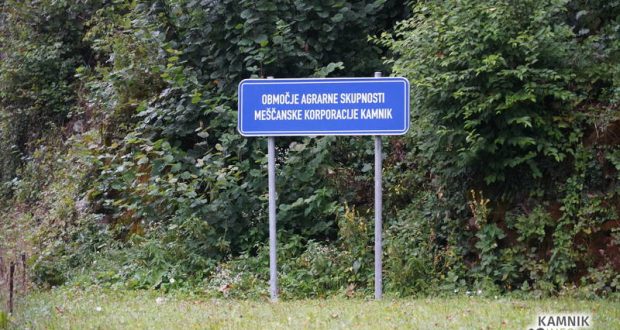 OBMOČJE AGRARNE SKUPNOSTI
MEŠČANSKE KORPORACIJE KAMNIK
KAMNIK